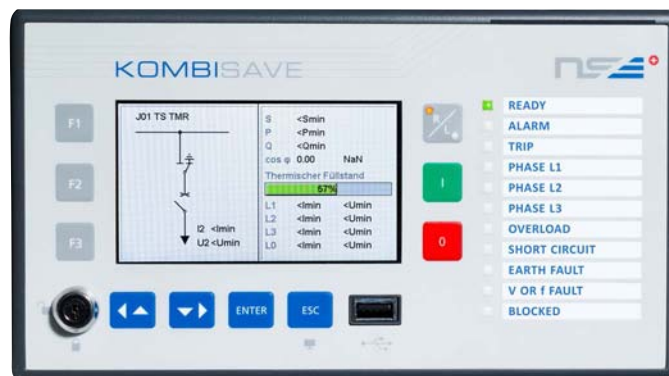 KOMBISAVE
J01 TS TMR
I2 <Imin
U2 <Umin
S <Smin
P <Pmin
Q <Qmin
cos φ 0.00 NaN
Thermischer Füllstand
57%
L1 <Imin <Umin
L2 <Imin <Umin
L3 <Imin <Umin
L0 <Imin <Umin
F1
F2
F3
R/L
I
0
ENTER
ESC
READY
ALARM
TRIP
PHASE L1
PHASE L2
PHASE L3
OVERLOAD
SHORT CIRCUIT
EARTH FAULT
V OR f FAULT
BLOCKED